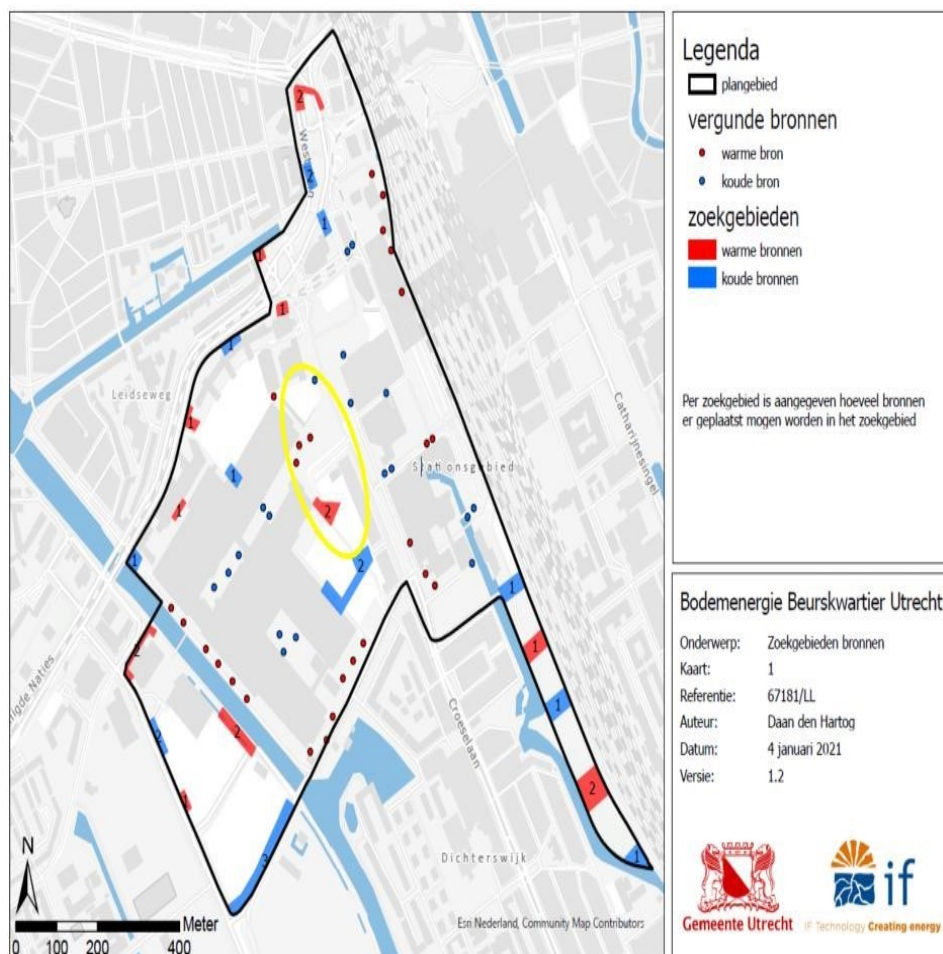 Legenda
plangebied
vergunde bronnen
warme bron
koude bron
zoekgebieden
warme bronnen
koude bronnen
Per zoekgebied is aangegeven hoeveel bronnen
er geplaatst mogen worden in het zoekgebied
Bodemenergie Beurskwartier Utrecht
Onderwerp: Zoekgebieden bronnen
Kaart: 1
Referentie: 67181/LL
Auteur: Daan den Hartog
Datum: 4 januari 2021
Versie: 1.2
Gemeente Utrecht
if
IF Technology Creating energy
2
2
1
1
1
1
Leidseweg
1
1
1
2
Stationsgebied
Catharijnesingel
1
2
1
1
2
Naties
2
2
1
1
2
1
3
Croeselaan
Dichterswijk
N
Meter
0 100 200 400
Esri Nederland, Community Map Contributors